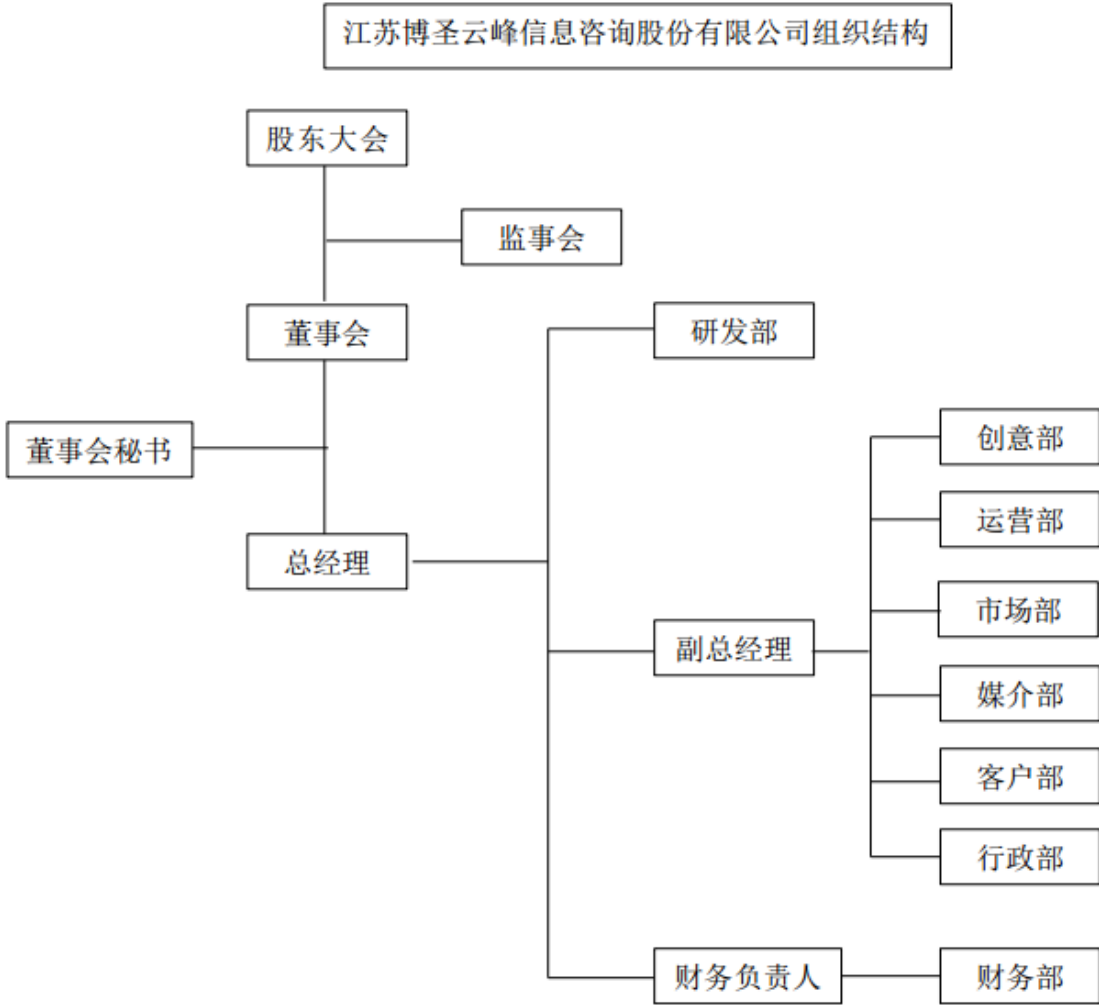 江苏博圣云峰信息咨询股份有限公司组织结构
股东大会
监事会
董事会
研发部
董事会秘书
创意部
运营部
总经理
市场部
副总经理
媒介部
客户部
行政部
财务负责人
财务部